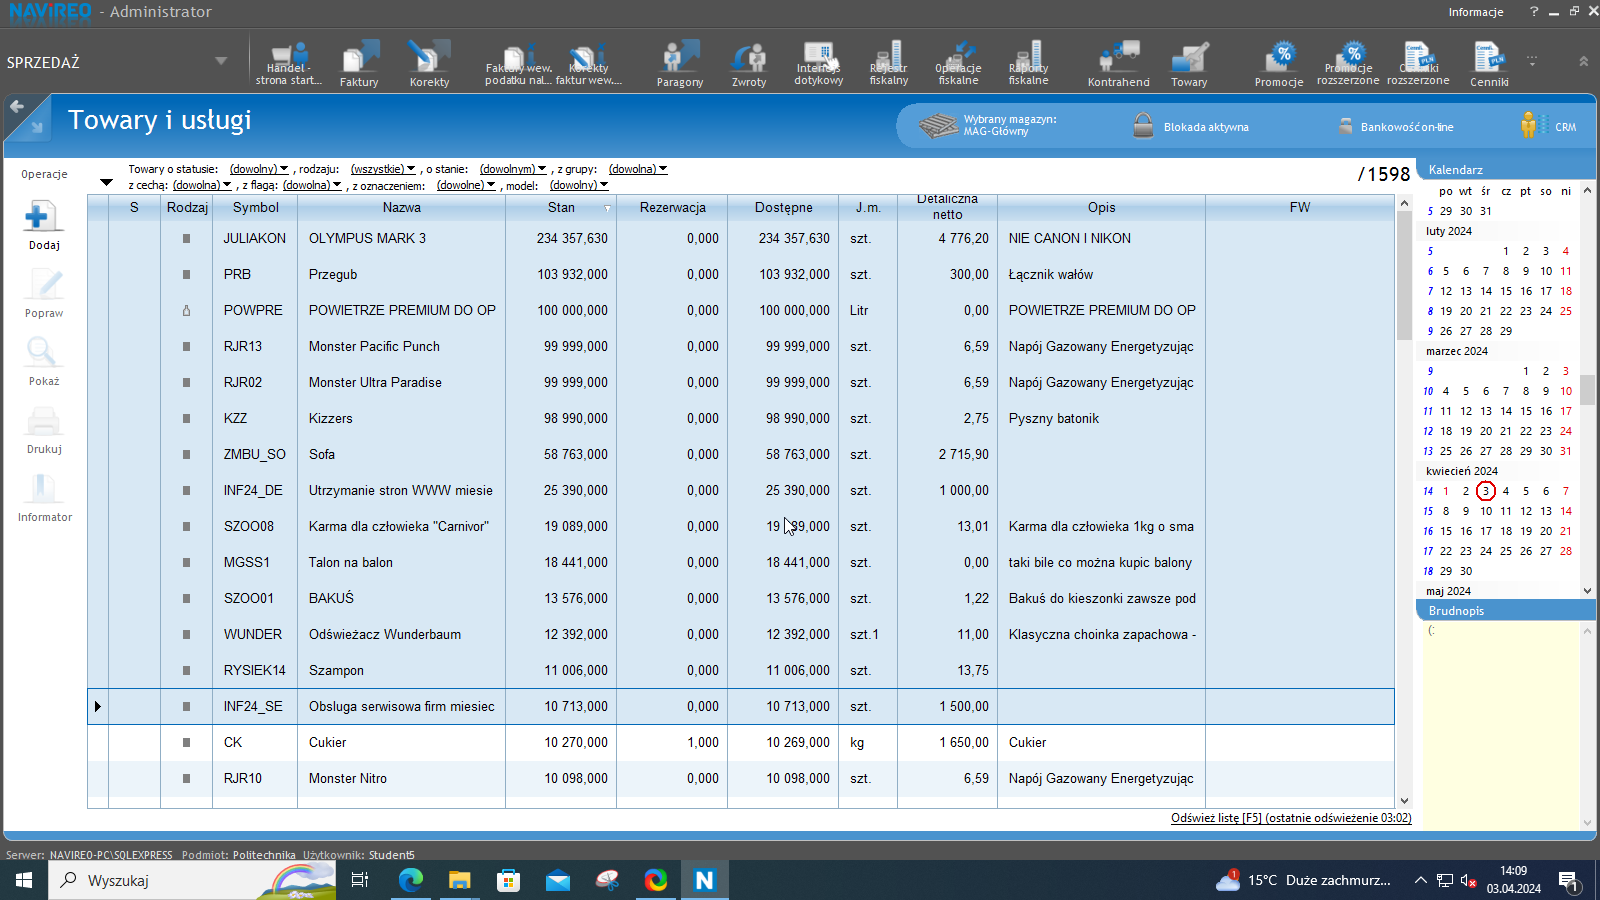 NAVIREO - Administrator
Informacje
SPRZEDAŻ
Handel - strona start...
Faktury
Korekty
Faktury wew. podatku nal...
Korekty faktur wew....
Paragony
Zwroty
Interfejs dotykowy
Rejestr fiskalny
Operacje fiskalne
Raporty fiskalne
Kontrahenci
Towary
Promocje
Promocje rozszerzone
Cenniki rozszerzone
Cenniki
Towary i usługi
Wybrany magazyn: MAG-Główny
Blokada aktywna
Bankowość on-line
CRM
Operacje
Dodaj
Popraw
Pokaż
Drukuj
Informator
Towary o statusie: (dowolny) , rodzaju: (wszystkie) , o stanie: (dowolnym) , z grupy: (dowolna)
z cechą: (dowolna) , z flagą: (dowolna) , z oznaczeniem: (dowolne) , model: (dowolny)
/1598
S Rodzaj Symbol Nazwa Stan Rezerwacja Dostępne J.m. Detaliczna netto Opis FW
JULIAKON OLYMPUS MARK 3 234 357,630 0,000 234 357,630 szt. 4 776,20 NIE CANON I NIKON
PRB Przegub 103 932,000 0,000 103 932,000 szt. 300,00 Łącznik wałów
POWPRE POWIETRZE PREMIUM DO OP 100 000,000 0,000 100 000,000 Litr 0,00 POWIETRZE PREMIUM DO OP
RJR13 Monster Pacific Punch 99 999,000 0,000 99 999,000 szt. 6,59 Napój Gazowany Energetyzując
RJR02 Monster Ultra Paradise 99 999,000 0,000 99 999,000 szt. 6,59 Napój Gazowany Energetyzując
KZZ Kizzers 98 990,000 0,000 98 990,000 szt. 2,75 Pyszny batonik
ZMBU_SO Sofa 58 763,000 0,000 58 763,000 szt. 2 715,90
INF24_DE Utrzymanie stron WWW miesie 25 390,000 0,000 25 390,000 szt. 1 000,00
SZOO08 Karma dla człowieka "Carnivor" 19 089,000 0,000 19 089,000 szt. 13,01 Karma dla człowieka 1kg o sma
MGSS1 Talon na balon 18 441,000 0,000 18 441,000 szt. 0,00 taki bile co można kupic balony
SZOO01 BAKUŚ 13 576,000 0,000 13 576,000 szt. 1,22 Bakuś do kieszonki zawsze pod
WUNDER Odświeżacz Wunderbaum 12 392,000 0,000 12 392,000 szt.1 11,00 Klasyczna choinka zapachowa -
RYSIEK14 Szampon 11 006,000 0,000 11 006,000 szt. 13,75
INF24_SE Obsluga serwisowa firm miesiec 10 713,000 0,000 10 713,000 szt. 1 500,00
CK Cukier 10 270,000 1,000 10 269,000 kg 1 650,00 Cukier
RJR10 Monster Nitro 10 098,000 0,000 10 098,000 szt. 6,59 Napój Gazowany Energetyzując
Odśwież listę [F5] (ostatnie odświeżenie 03:02)
Kalendarz
po wt śr cz pt so ni
5 29 30 31
luty 2024
5 1 2 3 4
6 5 6 7 8 9 10 11
7 12 13 14 15 16 17 18
8 19 20 21 22 23 24 25
9 26 27 28 29
marzec 2024
9 1 2 3
10 4 5 6 7 8 9 10
11 11 12 13 14 15 16 17
12 18 19 20 21 22 23 24
13 25 26 27 28 29 30 31
kwiecień 2024
14 1 2 3 4 5 6 7
15 8 9 10 11 12 13 14
16 15 16 17 18 19 20 21
17 22 23 24 25 26 27 28
18 29 30
maj 2024
Brudnopis
(:
Serwer: NAVIREO-PC\SQLEXPRESS Podmiot: Politechnika Użytkownik: Student5
Wyszukaj
15°C Duże zachmurz...
14:09
03.04.2024